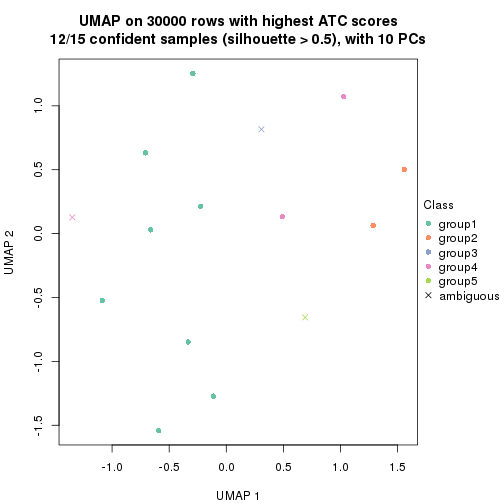 UMAP on 30000 rows with highest ATC scores
12/15 confident samples (silhouette > 0.5), with 10 PCs
1.0
0.5
0.0
-0.5
-1.0
-1.5
UMAP 2
-1.0 -0.5 0.0 0.5 1.0 1.5
UMAP 1
Class
group1
group2
group3
group4
group5
ambiguous